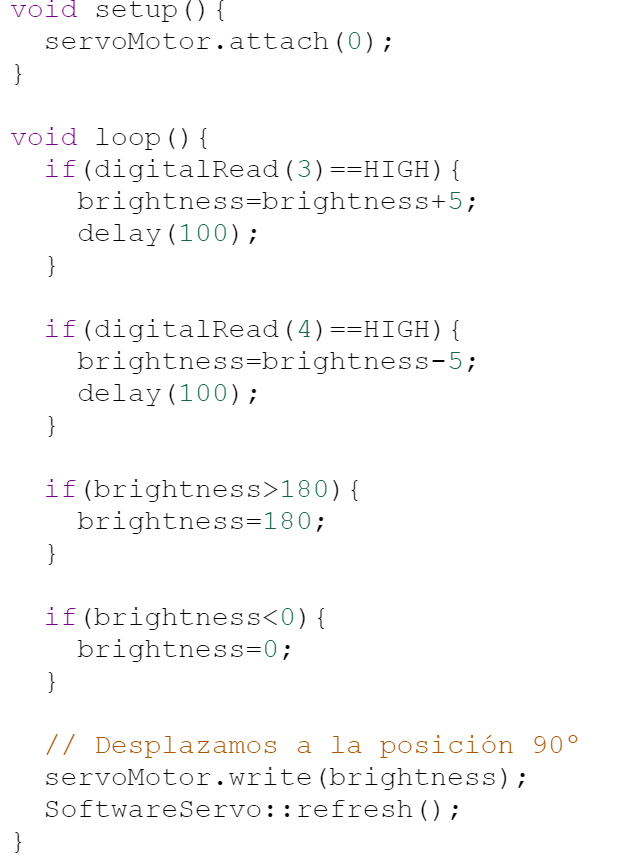 void setup(){
  servoMotor.attach(0);
}

void loop(){
  if(digitalRead(3)==HIGH){
    brightness=brightness+5;
    delay(100);
  }

  if(digitalRead(4)==HIGH){
    brightness=brightness-5;
    delay(100);
  }

  if(brightness>180){
    brightness=180;
  }

  if(brightness<0){
    brightness=0;
  }

  // Desplazamos a la posición 90º
  servoMotor.write(brightness);
  SoftwareServo::refresh();
}